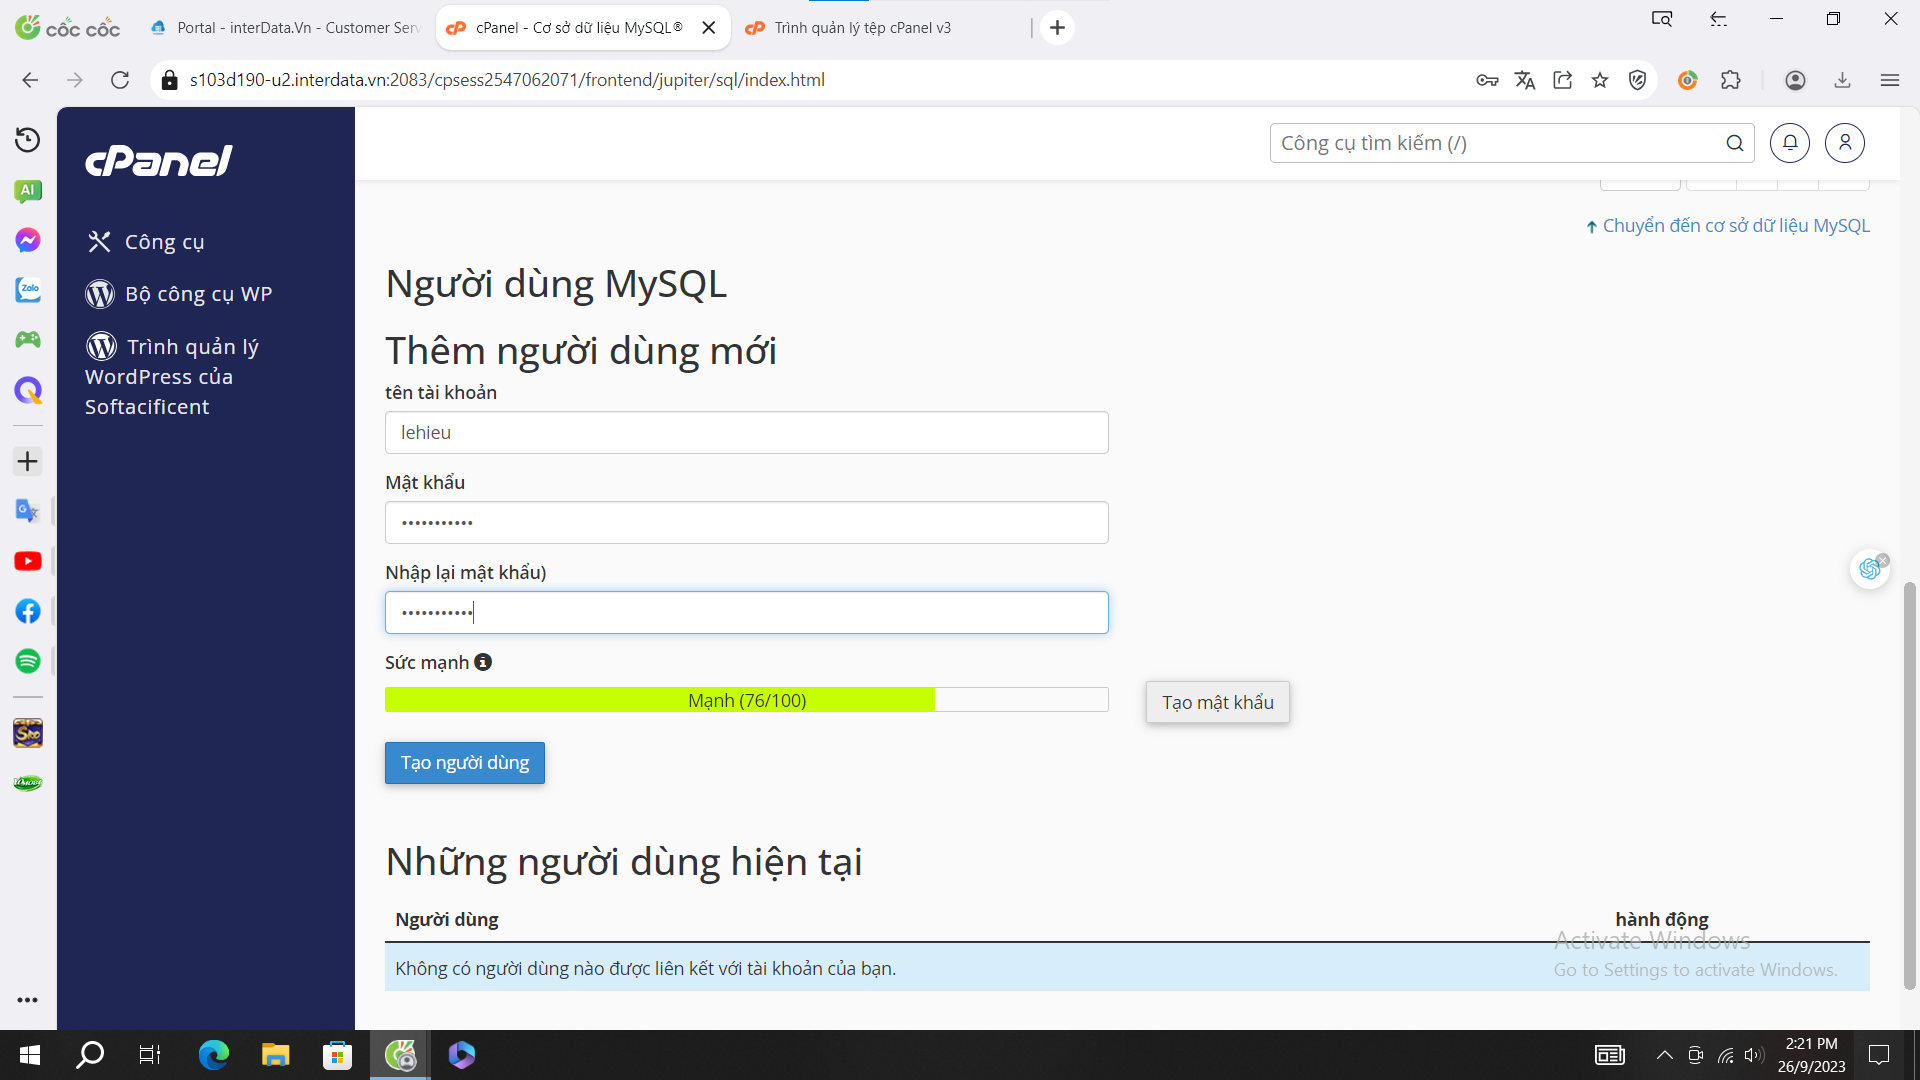 cốc cốc
Portal - interData.Vn - Customer Serv
cPanel - Cơ sở dữ liệu MySQL®
Trình quản lý tệp cPanel v3
s103d190-u2.interdata.vn:2083/cpsess2547062071/frontend/jupiter/sql/index.html
AI
Zalo
cPanel
Công cụ tìm kiếm (/)
Chuyển đến cơ sở dữ liệu MySQL
Công cụ
Bộ công cụ WP
Trình quản lý
WordPress của
Softacificent
Người dùng MySQL
Thêm người dùng mới
tên tài khoản
lehieu
Mật khẩu
•••••••••••
Nhập lại mật khẩu)
•••••••••••
Sức mạnh
Mạnh (76/100)
Tạo mật khẩu
Tạo người dùng
Những người dùng hiện tại
Người dùng
hành động
Không có người dùng nào được liên kết với tài khoản của bạn.
Activate Windows
Go to Settings to activate Windows.
2:21 PM
26/9/2023